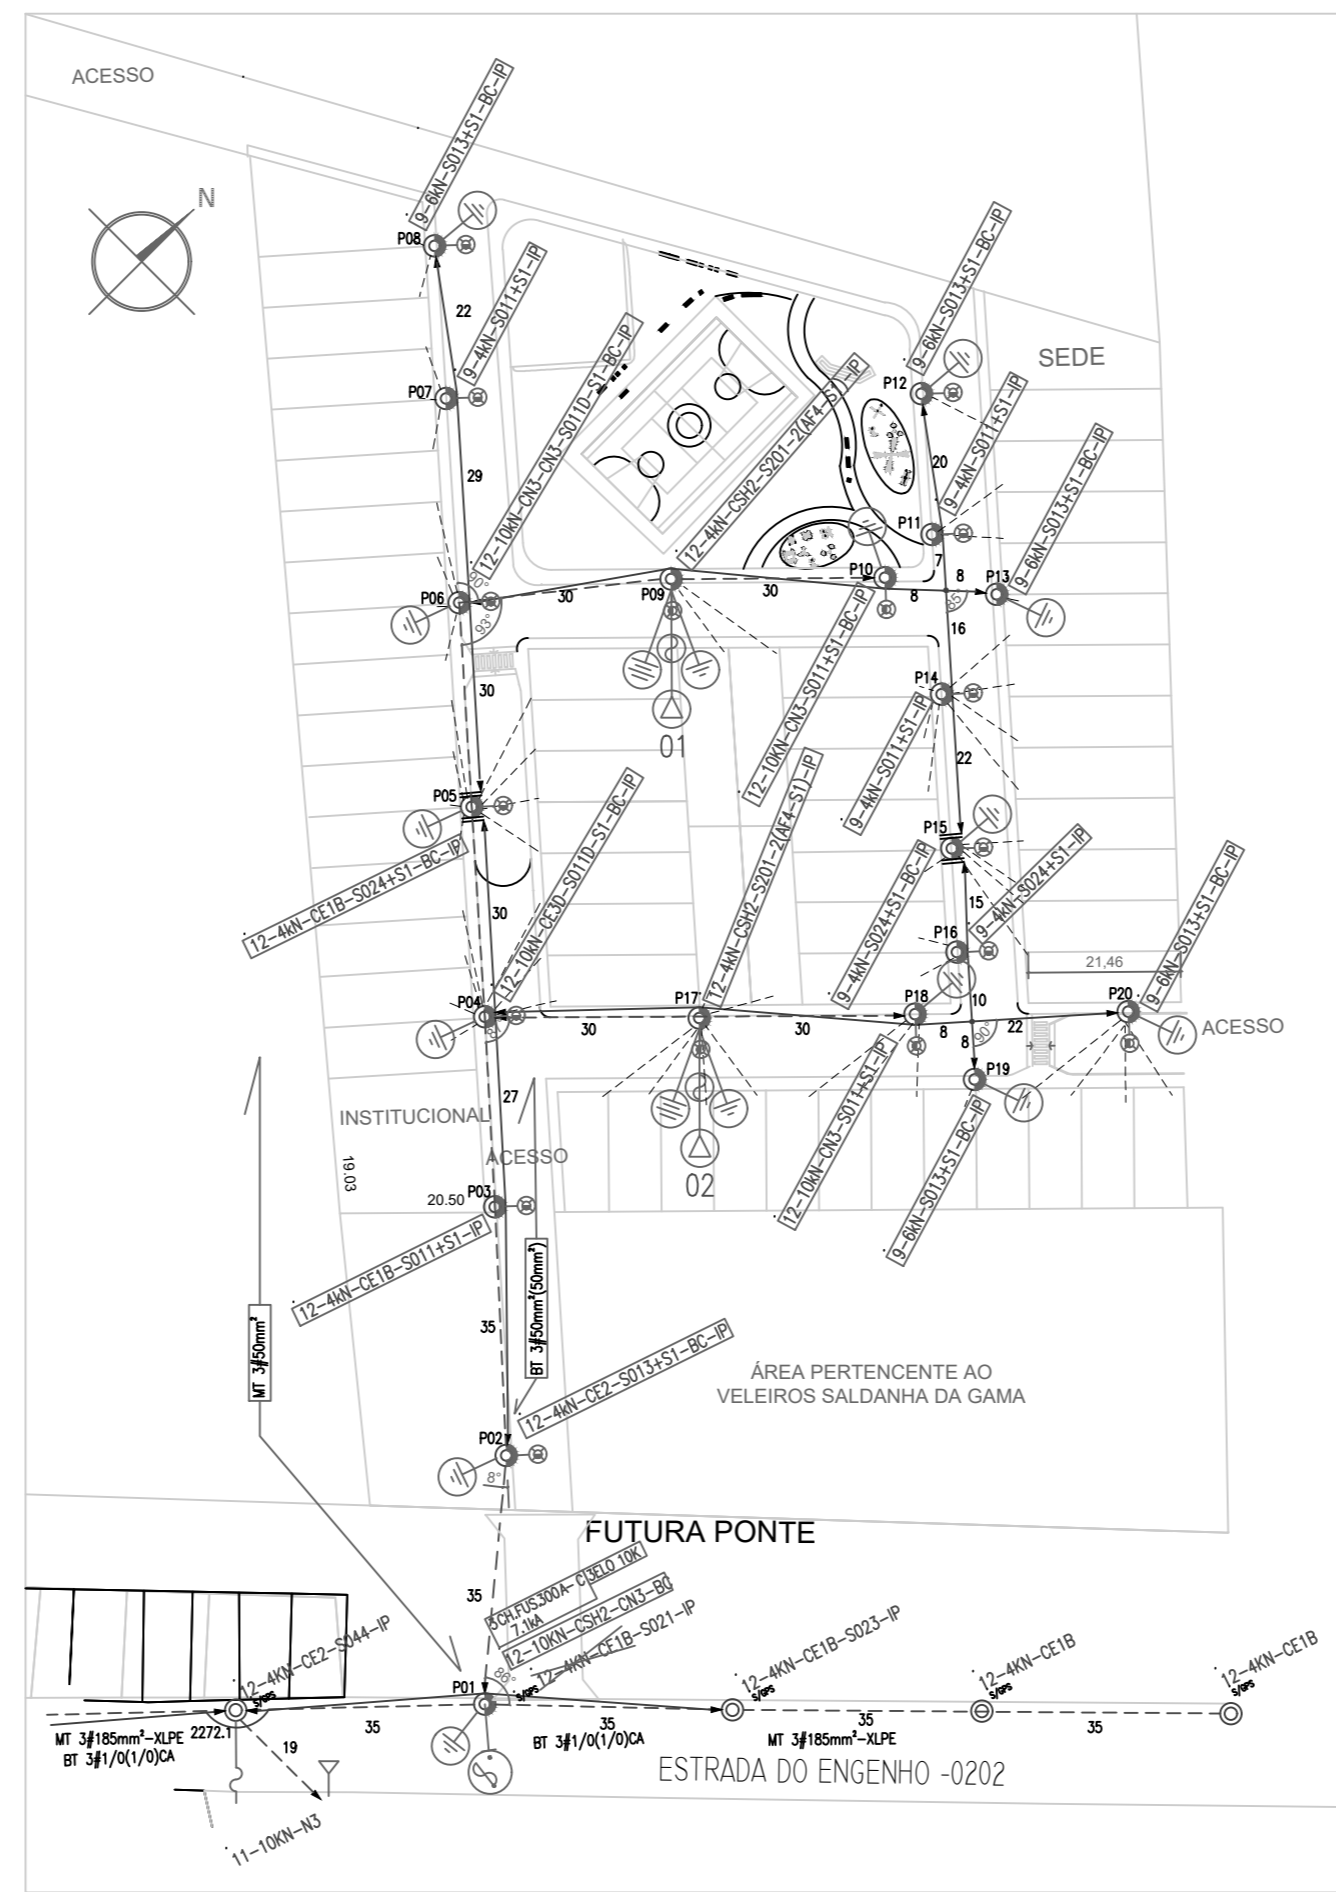 ACESSO
9-6kN-S013+S1-BC-IP
N
P08
22
9-4kN-S011+S1-IP
P07
29
12-10kN-CN3-CN3-S011D-S1-BC-IP
12-4kN-CSH2-S201-2(AF4-S1)-IP
9-6kN-S013+S1-BC-IP
SEDE
P12
20
9-4kN-S011+S1-IP
9-6kN-S013+S1-BC-IP
P11
7
8
P13
P10
8
85°
P09
30
30
P06
93°
16
30
01
P14
12-10KN-CN3-S011+S1-BC-IP
9-4kN-S011+S1-IP
22
P05
12-4kN-CE1B-S024+S1-BC-IP
30
12-10kN-CE3D-S011D-S1-BC-IP
12-4kN-CSH2-S201-2(AF4-S1)-IP
P15
15
9-4kN-S024+S1-BC-IP
9-4kN-S024+S1-IP
P16
21,46
9-6kN-S013+S1-BC-IP
P04
P17
30
30
P18
10
8
8
90°
22
P20
ACESSO
P19
27
INSTITUCIONAL
ACESSO
19.03
20.50
P03
02
12-10kN-CN3-S011+S1-IP
9-6kN-S013+S1-BC-IP
12-4kN-CE1B-S011+S1-IP
35
MT 3#50mm²
BT 3#50mm²(50mm²)
12-4kN-CE2-S013+S1-BC-IP
ÁREA PERTENCENTE AO
VELEIROS SALDANHA DA GAMA
P02
8°
FUTURA PONTE
35
3CH.FUS.300A- C|3ELO 10K
7.1kA
12-10KN-CSH2-CN3-BC
12-4KN-CE1B-S021-IP
12-4KN-CE2-S044-IP
12-4KN-CE1B-S023-IP
12-4KN-CE1B
12-4KN-CE1B
S/GPS
P01
86°
S/GPS
S/GPS
S/GPS
S/GPS
MT 3#185mm²-XLPE
BT 3#1/0(1/0)CA
2272.1
19
35
35
BT 3#1/0(1/0)CA
35
MT 3#185mm²-XLPE
35
ESTRADA DO ENGENHO -0202
11-10KN-N3